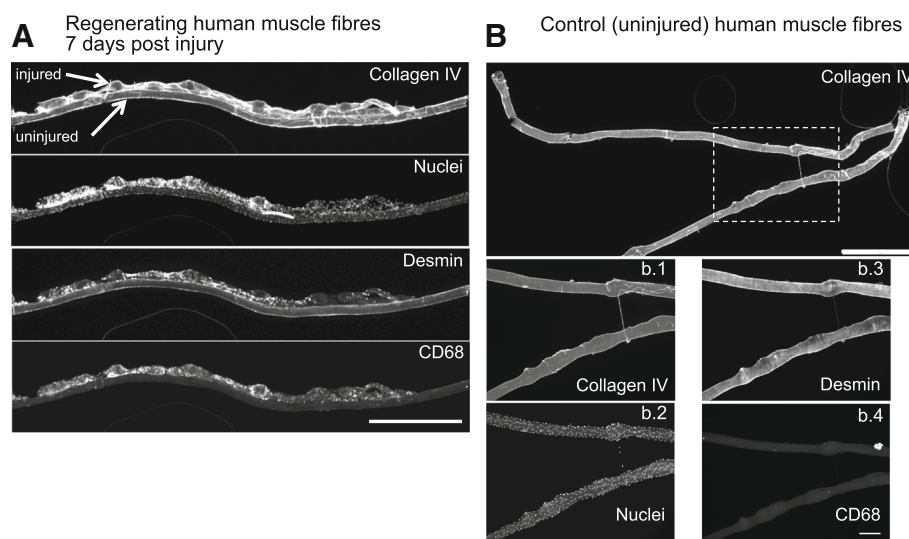 A
Regenerating human muscle fibres
7 days post injury
injured
Collagen IV
uninjured
Nuclei
Desmin
CD68
B
Control (uninjured) human muscle fibres
Collagen IV
b.1
Collagen IV
b.3
Desmin
b.2
Nuclei
b.4
CD68